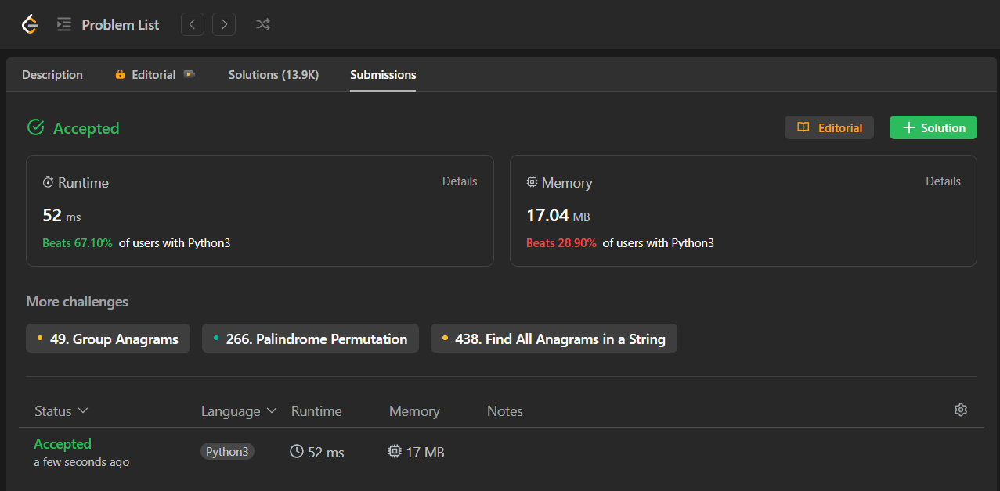 Problem List
Description Editorial Solutions (13.9K) Submissions
Accepted Editorial Solution
Runtime Details Memory Details
52 ms 17.04 MB
Beats 67.10% of users with Python3 Beats 28.90% of users with Python3
More challenges
49. Group Anagrams 266. Palindrome Permutation 438. Find All Anagrams in a String
Status Language Runtime Memory Notes
Accepted Python3 52 ms 17 MB
a few seconds ago